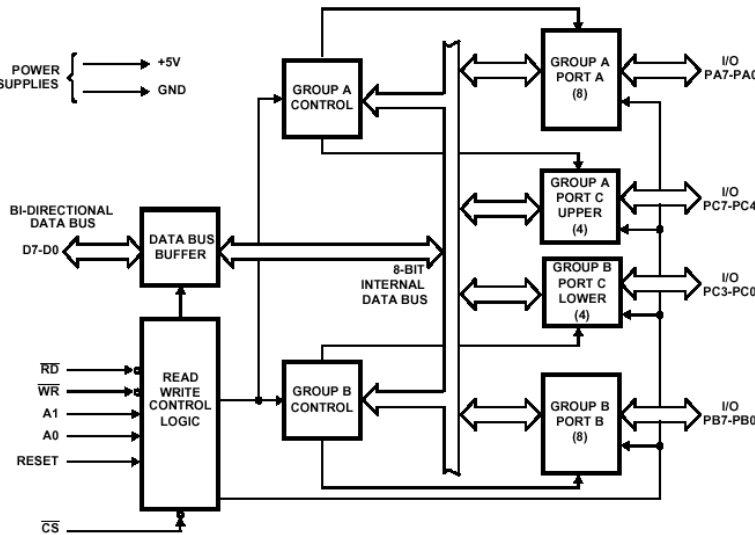 POWER
SUPPLIES
+5V
GND
GROUP A
CONTROL
GROUP A
PORT A
(8)
I/O
PA7-PA0
GROUP A
PORT C
UPPER
(4)
I/O
PC7-PC4
BI-DIRECTIONAL
DATA BUS
D7-D0
DATA BUS
BUFFER
8-BIT
INTERNAL
DATA BUS
GROUP B
PORT C
LOWER
(4)
I/O
PC3-PC0
RD
WR
A1
A0
RESET
CS
READ
WRITE
CONTROL
LOGIC
GROUP B
CONTROL
GROUP B
PORT B
(8)
I/O
PB7-PB0